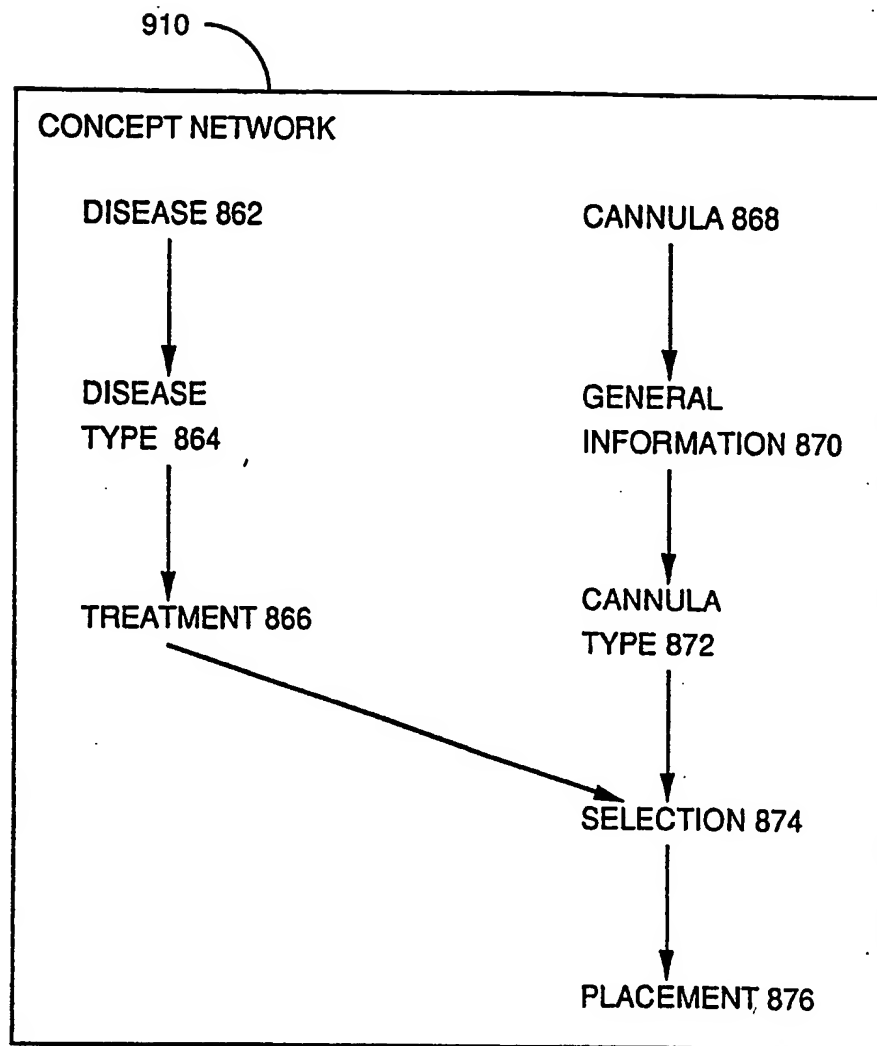 910
CONCEPT NETWORK
DISEASE 862
CANNULA 868
DISEASE
TYPE 864
GENERAL
INFORMATION 870
TREATMENT 866
CANNULA
TYPE 872
SELECTION 874
PLACEMENT 876